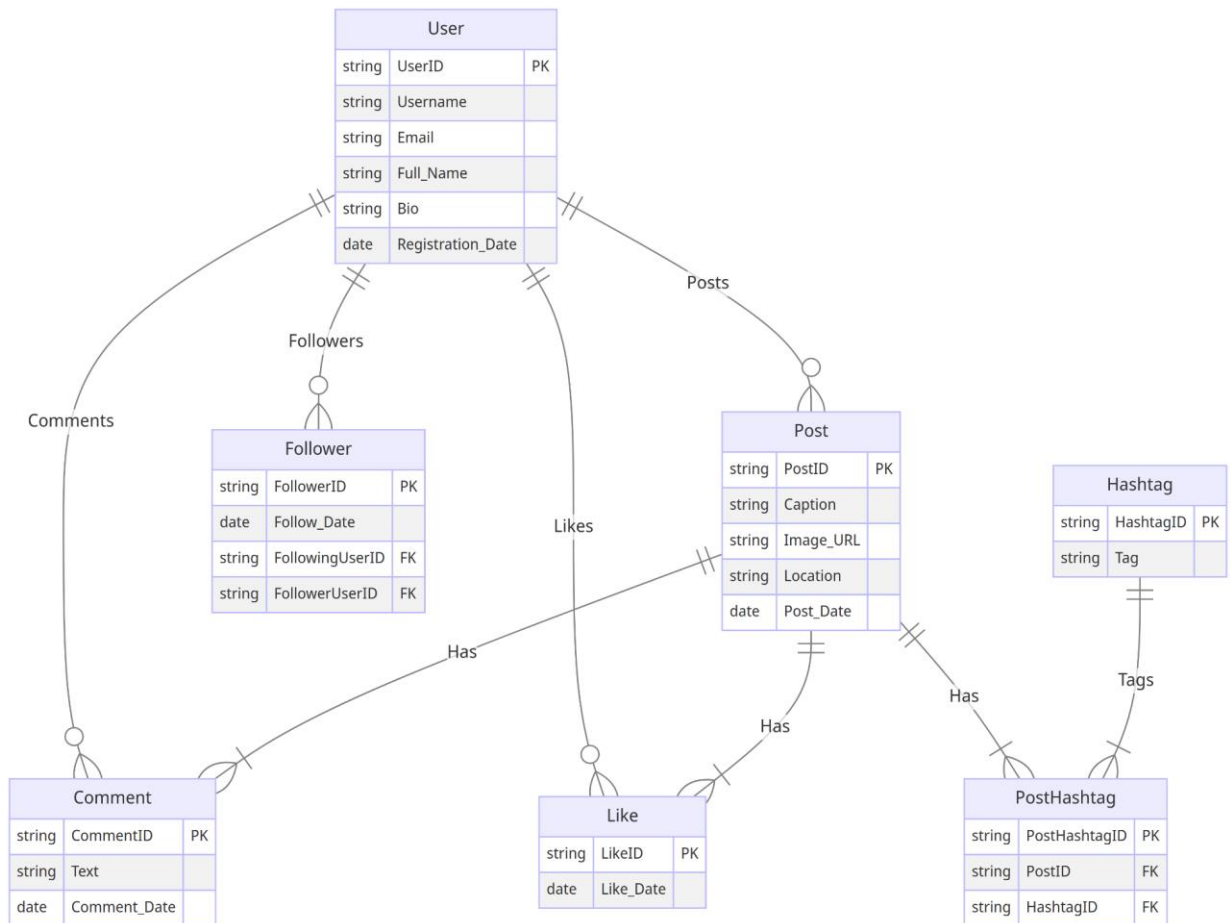 User
string UserID PK
string Username
string Email
string Full_Name
string Bio
date Registration_Date
Posts
Followers
Comments
Likes
Follower
string FollowerID PK
date Follow_Date
string FollowingUserID FK
string FollowerUserID FK
Post
string PostID PK
string Caption
string Image_URL
string Location
date Post_Date
Hashtag
string HashtagID PK
string Tag
Has
Has
Has
Tags
Comment
string CommentID PK
string Text
date Comment_Date
Like
string LikeID PK
date Like_Date
PostHashtag
string PostHashtagID PK
string PostID FK
string HashtagID FK